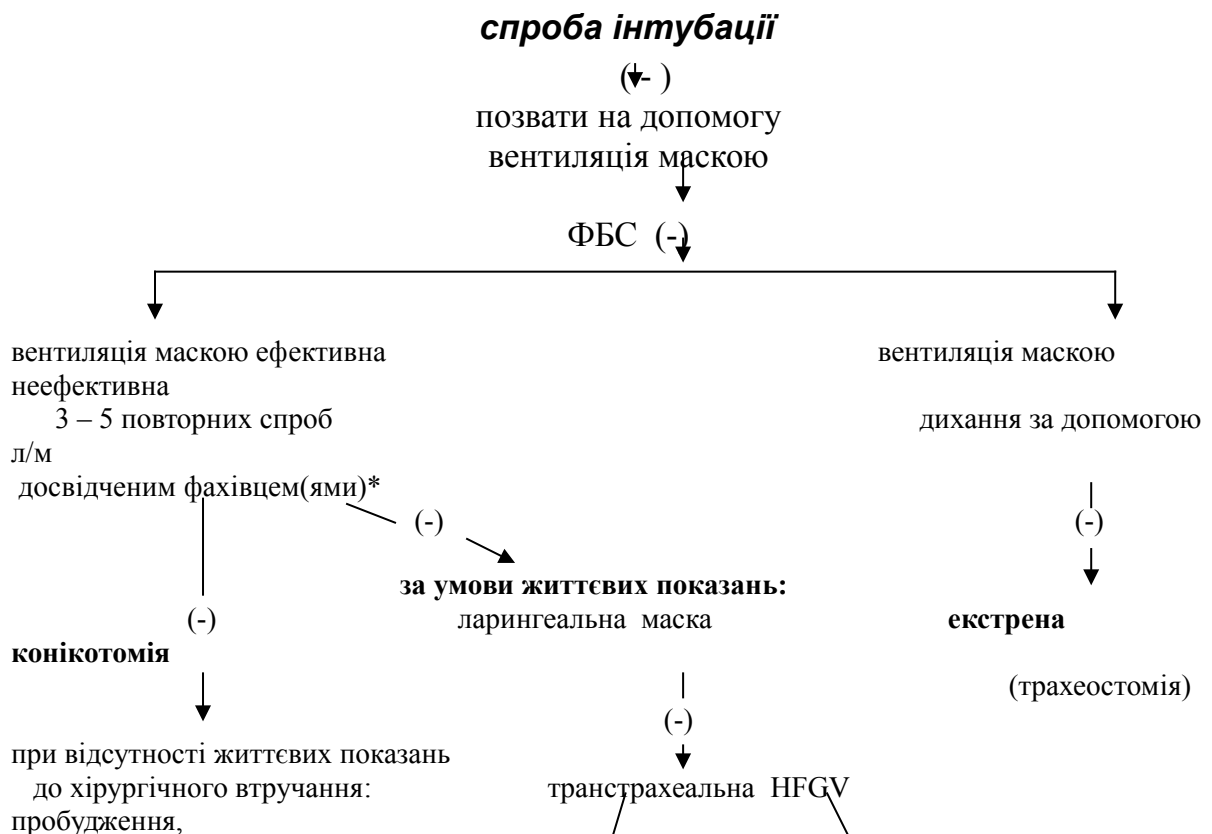 спроба інтубації
(- )
позвати на допомогу
вентиляція маскою
ФБС (-)
вентиляція маскою ефективна вентиляція маскою
неефективна
3 – 5 повторних спроб дихання за допомогою
л/м
досвідченим фахівцем(ями)*
(-) (-)
за умови життєвих показань:
(-) ларингеальна маска екстрена
конікотомія
(трахеостомія)
(-)
при відсутності життєвих показань
до хірургічного втручання: транстрахеальна HFGV
пробудження,